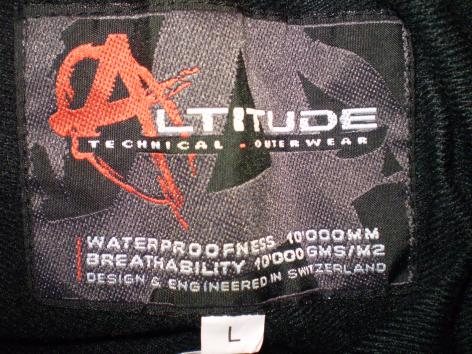 ALTITUDE
TECHNICAL . OUTERWEAR
WATERPROOFNESS 10'000MM
BREATHABILITY 10'000GMS/M2
DESIGN & ENGINEERED IN SWITZERLAND
L